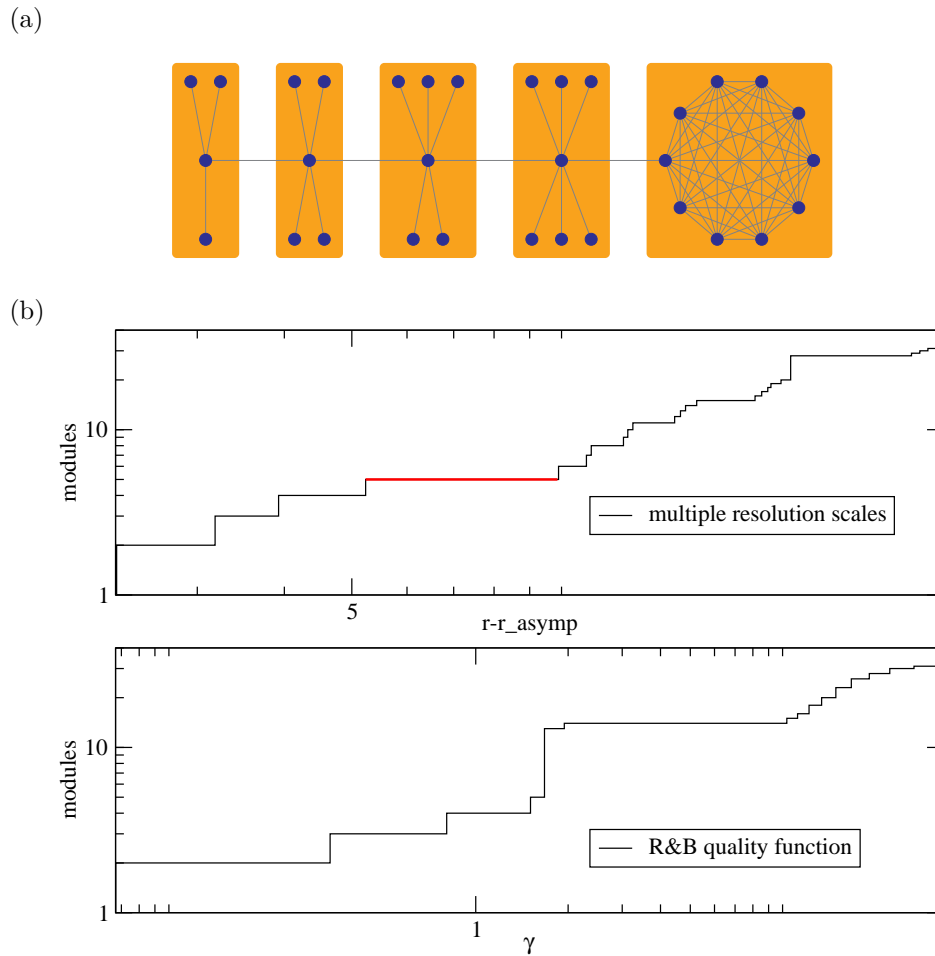 (a)
(b)
10
modules
multiple resolution scales
1
5
r-r_asymp
10
modules
R&B quality function
1
1
γ